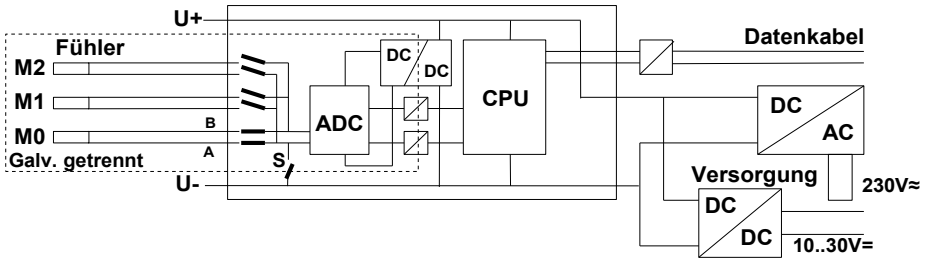 U+
Fühler
M2
M1
M0
B
A
Galv. getrennt
S
U-
ADC
DC
DC
CPU
Datenkabel
DC
AC
Versorgung
230V≈
DC
DC
10..30V=